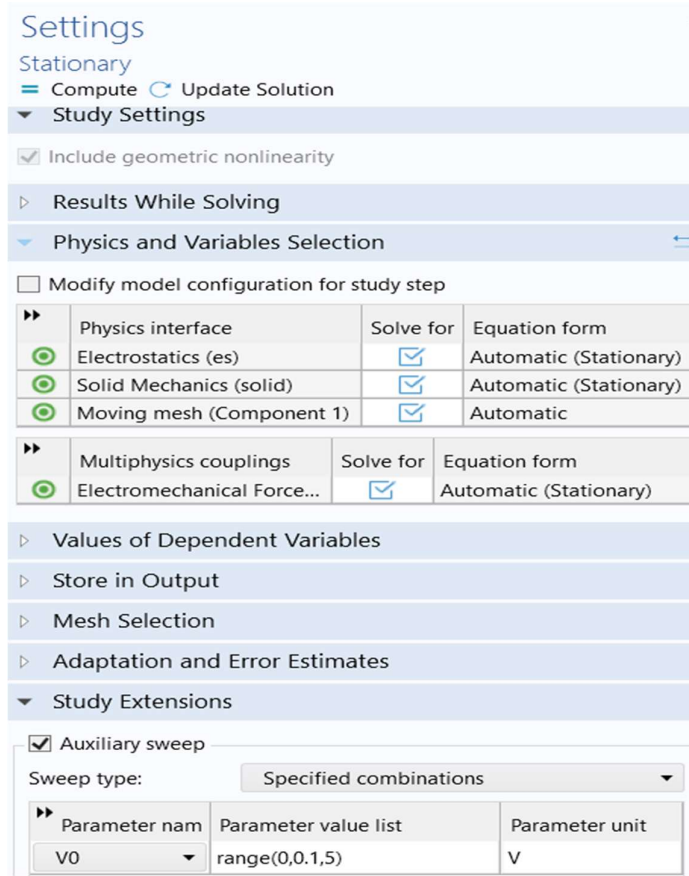 Settings
Stationary
= Compute Update Solution
Study Settings
Include geometric nonlinearity
Results While Solving
Physics and Variables Selection
Modify model configuration for study step
Physics interface Solve for Equation form
Electrostatics (es) Automatic (Stationary)
Solid Mechanics (solid) Automatic (Stationary)
Moving mesh (Component 1) Automatic
Multiphysics couplings Solve for Equation form
Electromechanical Force... Automatic (Stationary)
Values of Dependent Variables
Store in Output
Mesh Selection
Adaptation and Error Estimates
Study Extensions
Auxiliary sweep
Sweep type: Specified combinations
Parameter nam Parameter value list Parameter unit
V0 range(0,0.1,5) V